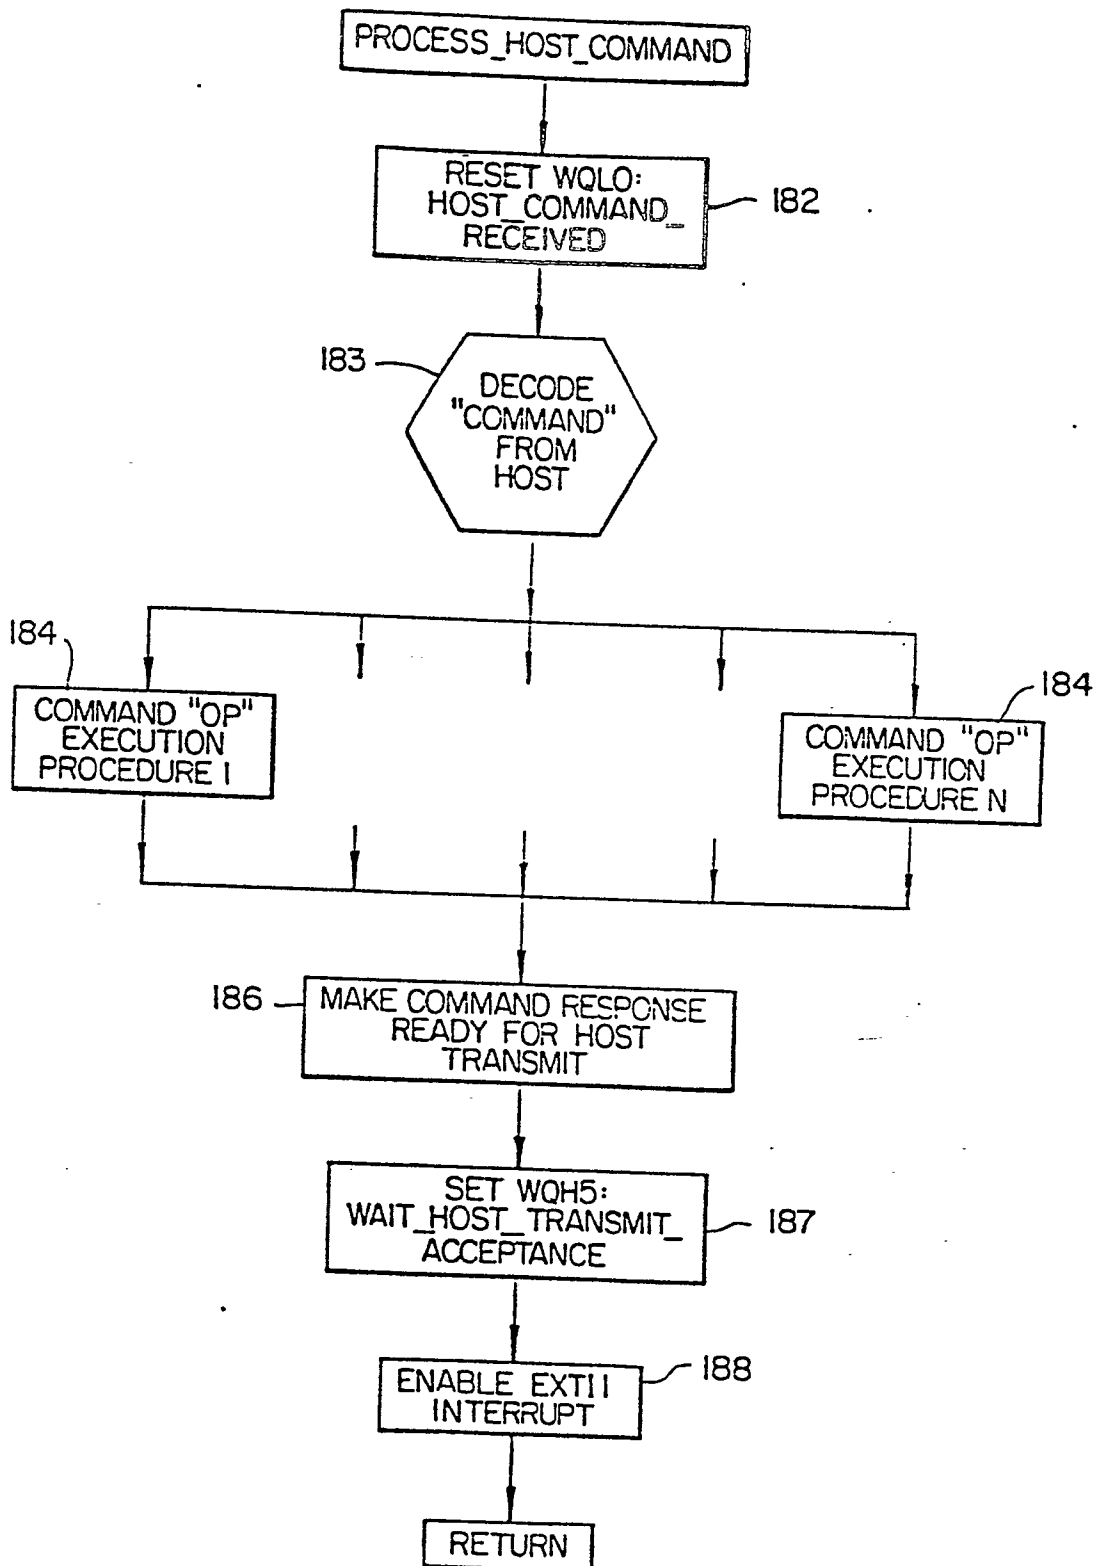 PROCESS_HOST_COMMAND
RESET WQLO:
HOST_COMMAND_
RECEIVED
182
183
DECODE
"COMMAND"
FROM
HOST
184
COMMAND "OP"
EXECUTION
PROCEDURE 1
184
COMMAND "OP"
EXECUTION
PROCEDURE N
186
MAKE COMMAND RESPONSE
READY FOR HOST
TRANSMIT
SET WQH5:
WAIT_HOST_TRANSMIT_
ACCEPTANCE
187
ENABLE EXTI1
INTERRUPT
188
RETURN